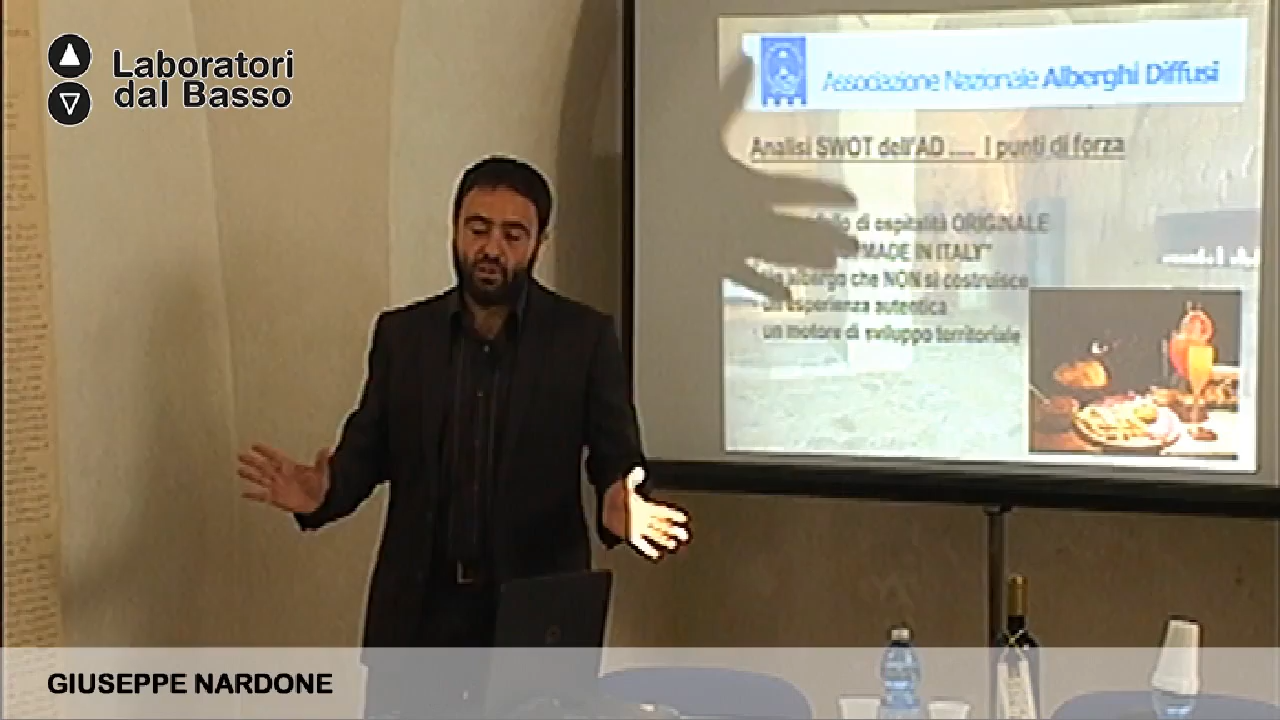 Laboratori
dal Basso
Associazione Nazionale Alberghi Diffusi
Analisi SWOT dell'AD ..... I punti di forza
di ospitalità ORIGINALE
MADE IN ITALY"
albergo che NON si costruisce
un'esperienza autentica
- un motore di sviluppo territoriale
GIUSEPPE NARDONE